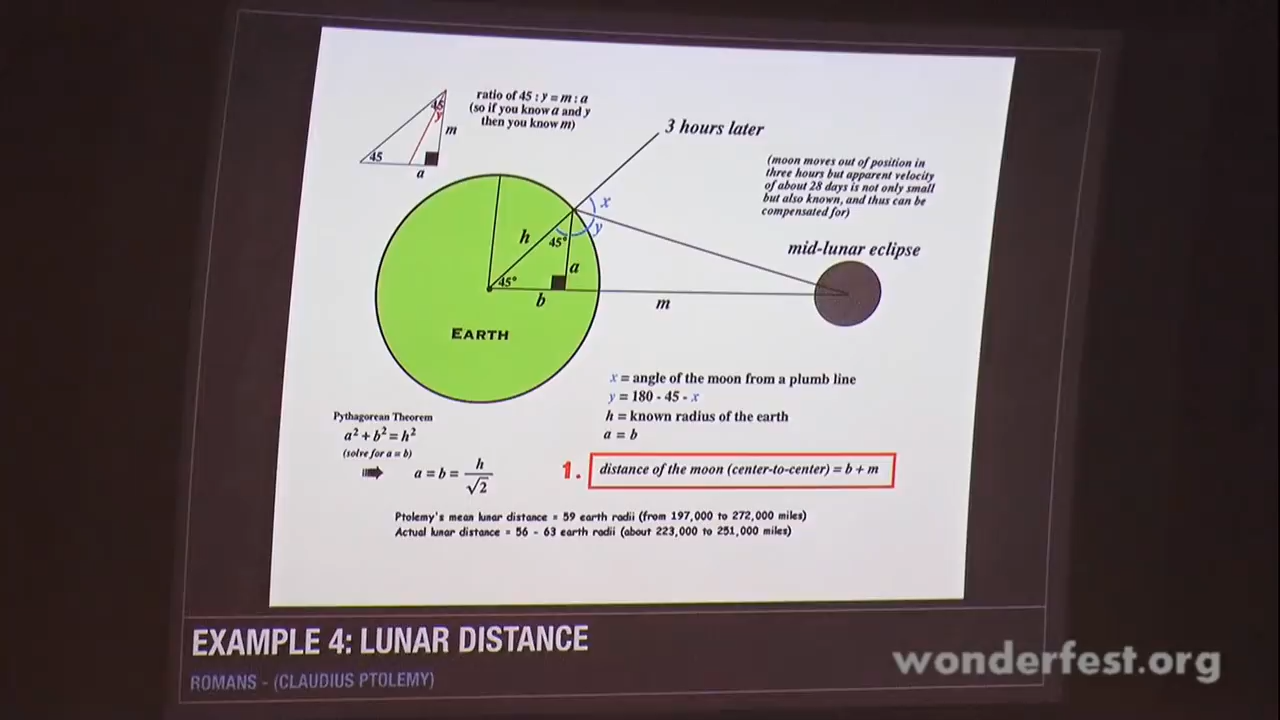 ratio of 45 : y = m : a
(so if you know a and y
then you know m)
45
y
m
45
a
3 hours later
(moon moves out of position in
three hours but apparent velocity
of about 28 days is not only small
but also known, and thus can be
compensated for)
x
y
h
45°
a
45°
b
m
mid-lunar eclipse
EARTH
x = angle of the moon from a plumb line
y = 180 - 45 - x
h = known radius of the earth
a = b
Pythagorean Theorem
a² + b² = h²
(solve for a = b)
a = b = h/√2
1. distance of the moon (center-to-center) = b + m
Ptolemy's mean lunar distance = 59 earth radii (from 197,000 to 272,000 miles)
Actual lunar distance = 56 - 63 earth radii (about 223,000 to 251,000 miles)
EXAMPLE 4: LUNAR DISTANCE
ROMANS - (CLAUDIUS PTOLEMY)
wonderfest.org